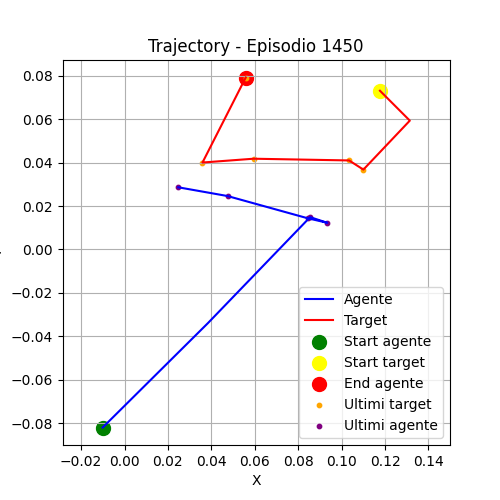 Trajectory - Episodio 1450
0.08
0.06
0.04
0.02
0.00
−0.02
−0.04
−0.06
−0.08
Agente
Target
Start agente
Start target
End agente
Ultimi target
Ultimi agente
−0.02 0.00 0.02 0.04 0.06 0.08 0.10 0.12 0.14
X